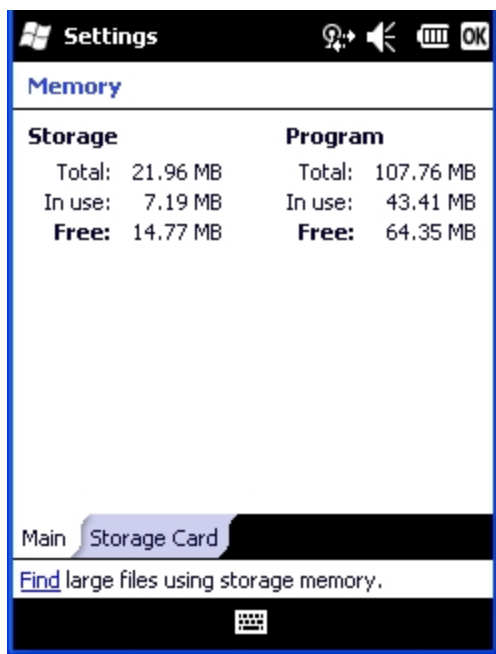 Settings OK
Memory
Storage Program
Total: 21.96 MB Total: 107.76 MB
In use: 7.19 MB In use: 43.41 MB
Free: 14.77 MB Free: 64.35 MB
Main Storage Card
Find large files using storage memory.